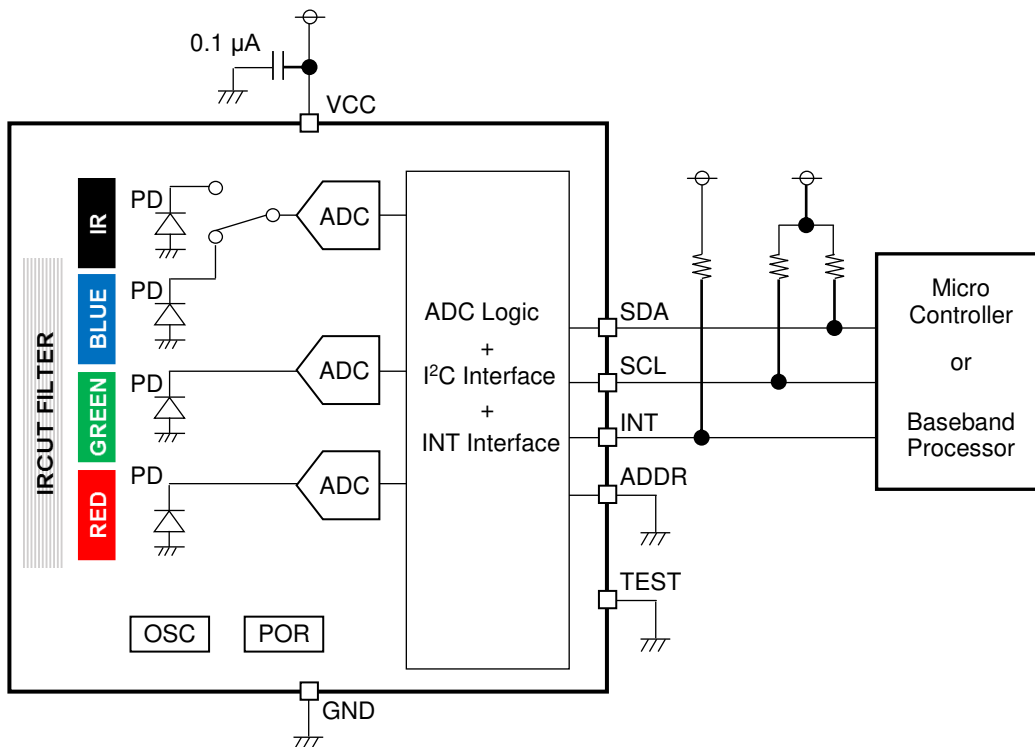 0.1 µA
VCC
IR
PD
ADC
BLUE
PD
IRCUT FILTER
GREEN
PD
ADC
RED
PD
ADC
ADC Logic
+
I²C Interface
+
INT Interface
SDA
SCL
INT
ADDR
TEST
Micro
Controller
or
Baseband
Processor
OSC
POR
GND